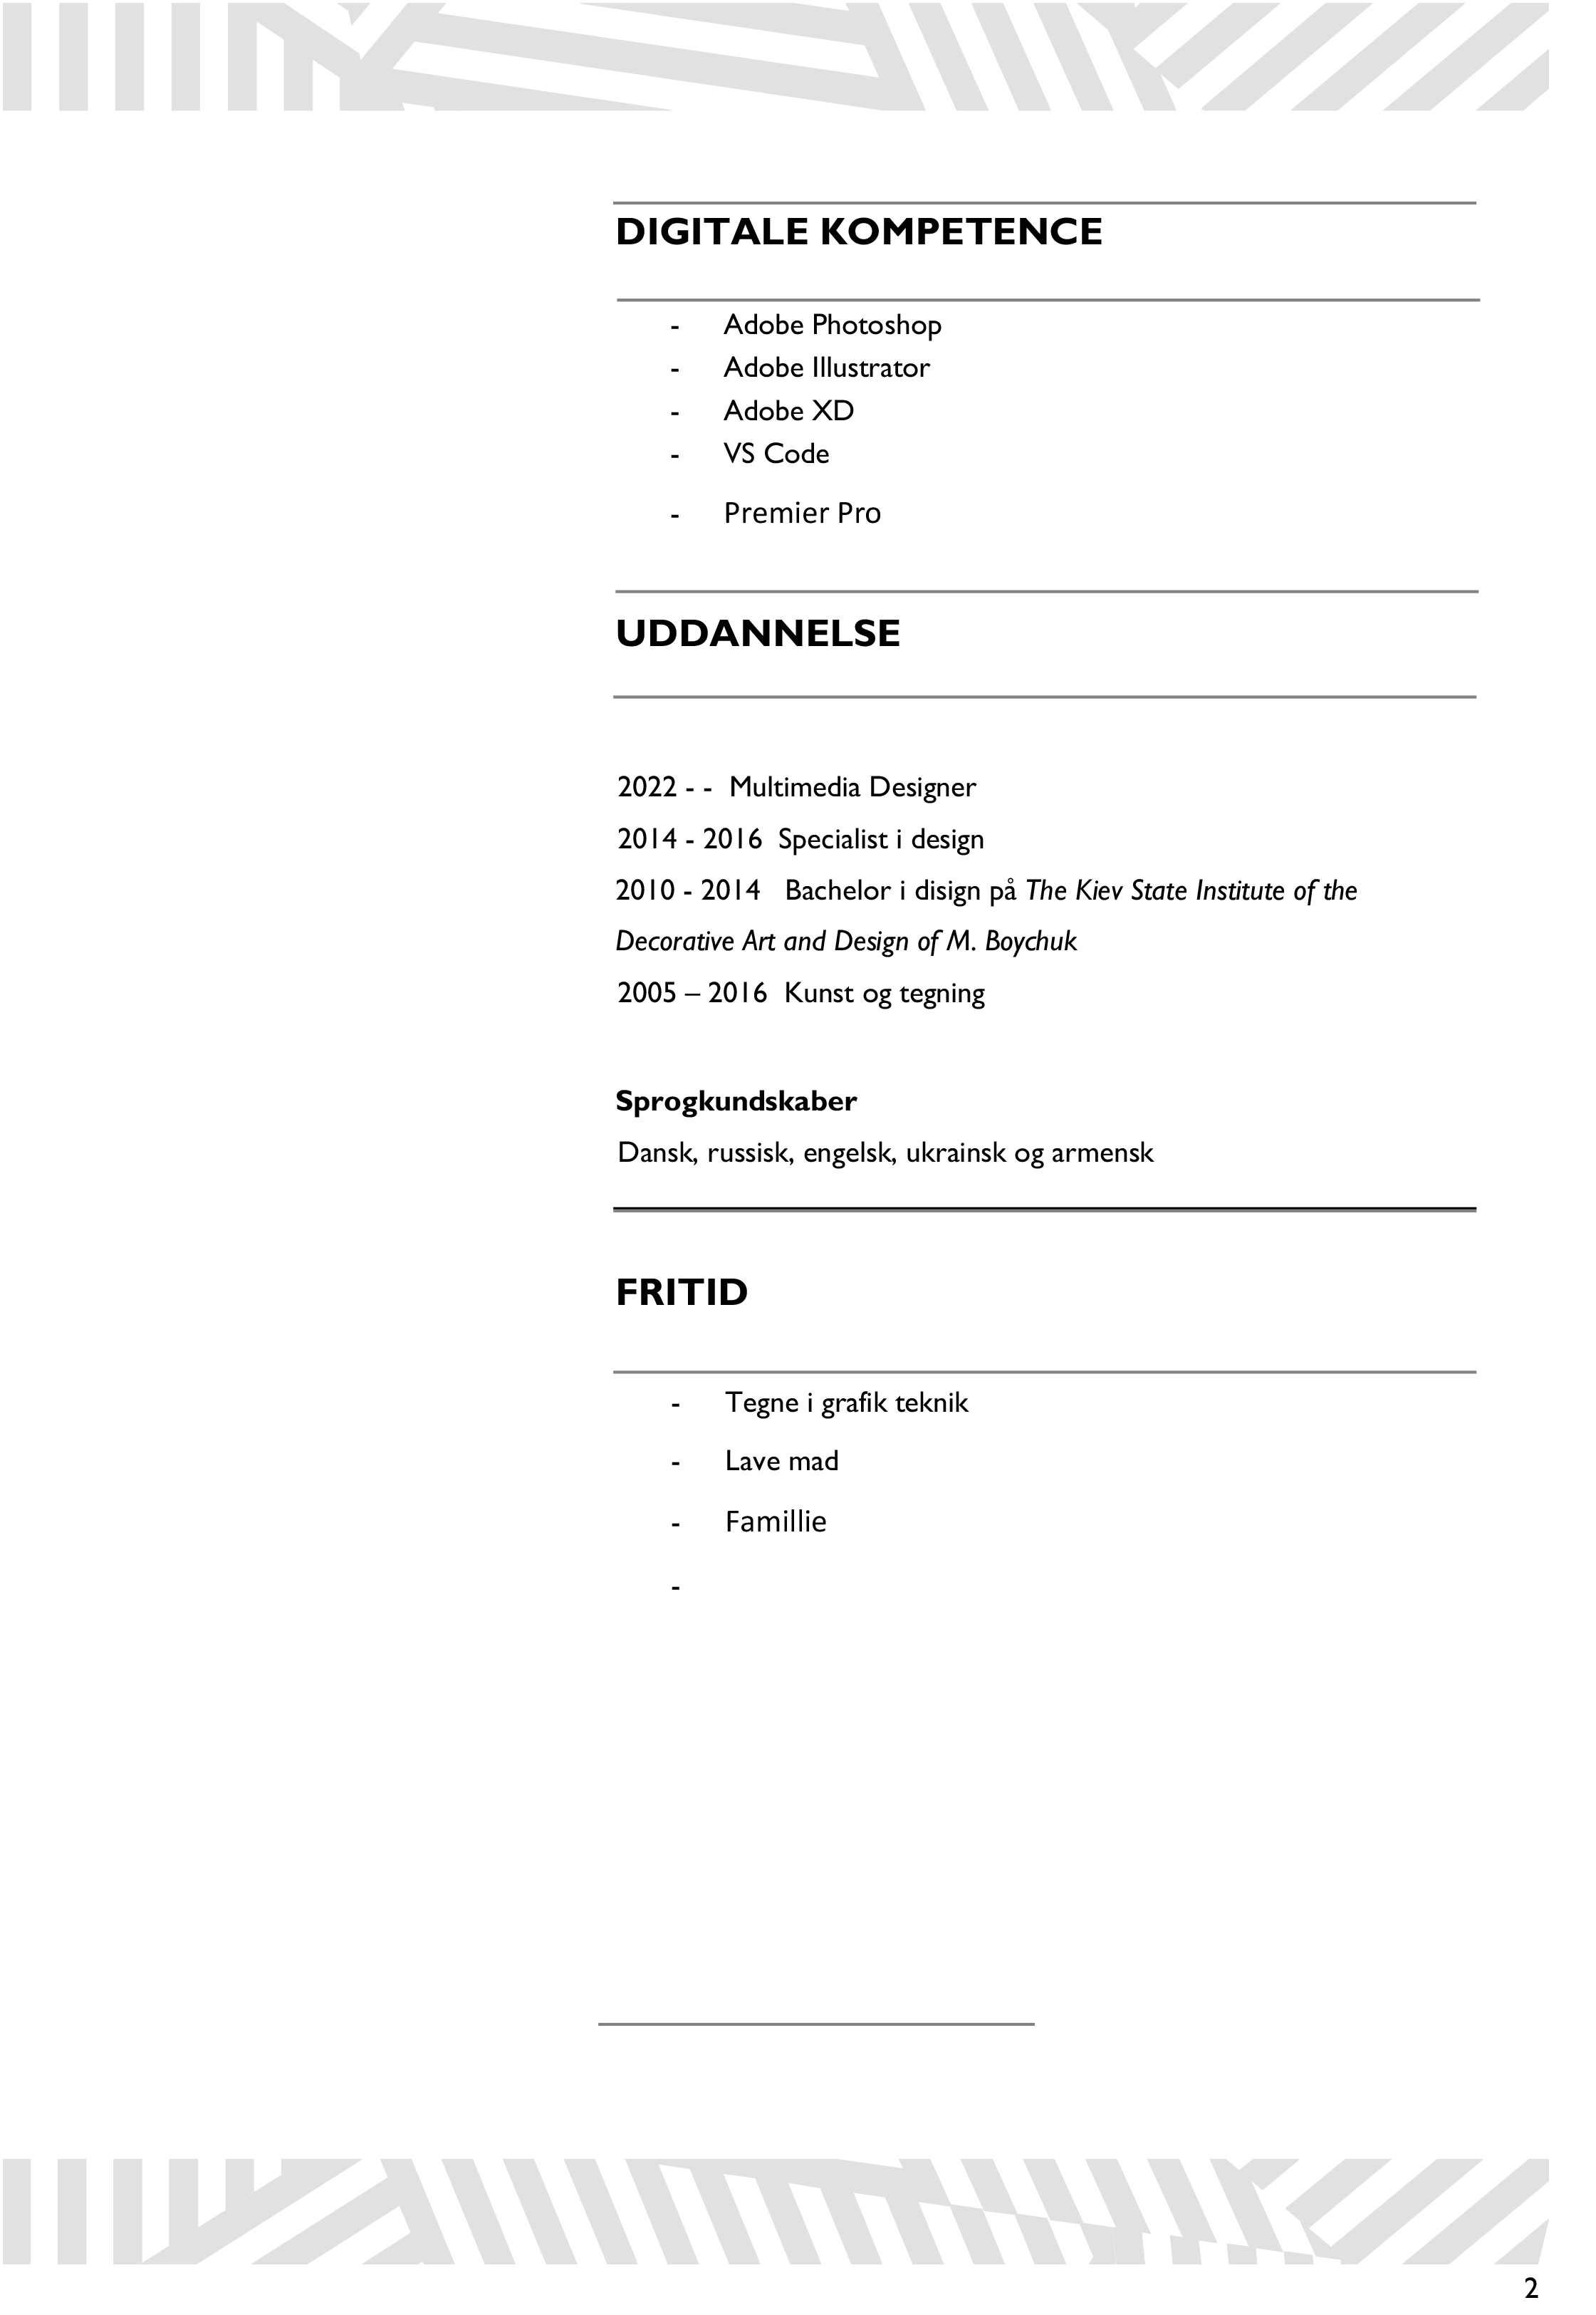 DIGITALE KOMPETENCE
- Adobe Photoshop
- Adobe Illustrator
- Adobe XD
- VS Code
- Premier Pro
UDDANNELSE
2022 - - Multimedia Designer
2014 - 2016 Specialist i design
2010 - 2014 Bachelor i disign på The Kiev State Institute of the
Decorative Art and Design of M. Boychuk
2005 – 2016 Kunst og tegning
Sprogkundskaber
Dansk, russisk, engelsk, ukrainsk og armensk
FRITID
- Tegne i grafik teknik
- Lave mad
- Famillie
-
2